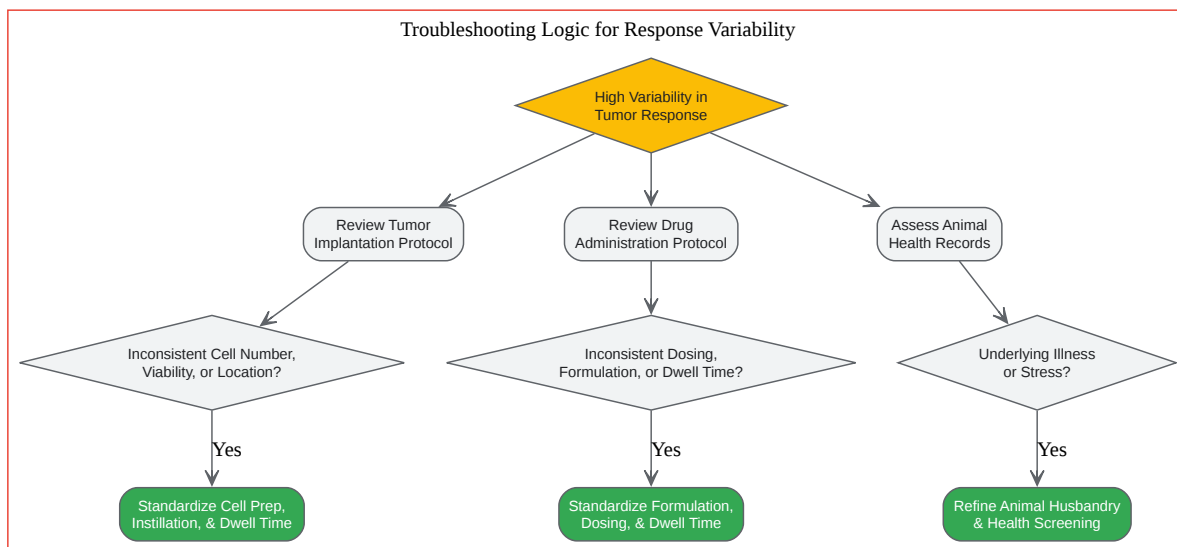 Troubleshooting Logic for Response Variability
High Variability in
Tumor Response
Review Tumor
Implantation Protocol
Review Drug
Administration Protocol
Assess Animal
Health Records
Inconsistent Cell Number,
Viability, or Location?
Inconsistent Dosing,
Formulation, or Dwell Time?
Underlying Illness
or Stress?
Yes
Yes
Yes
Standardize Cell Prep,
Instillation, & Dwell Time
Standardize Formulation,
Dosing, & Dwell Time
Refine Animal Husbandry
& Health Screening